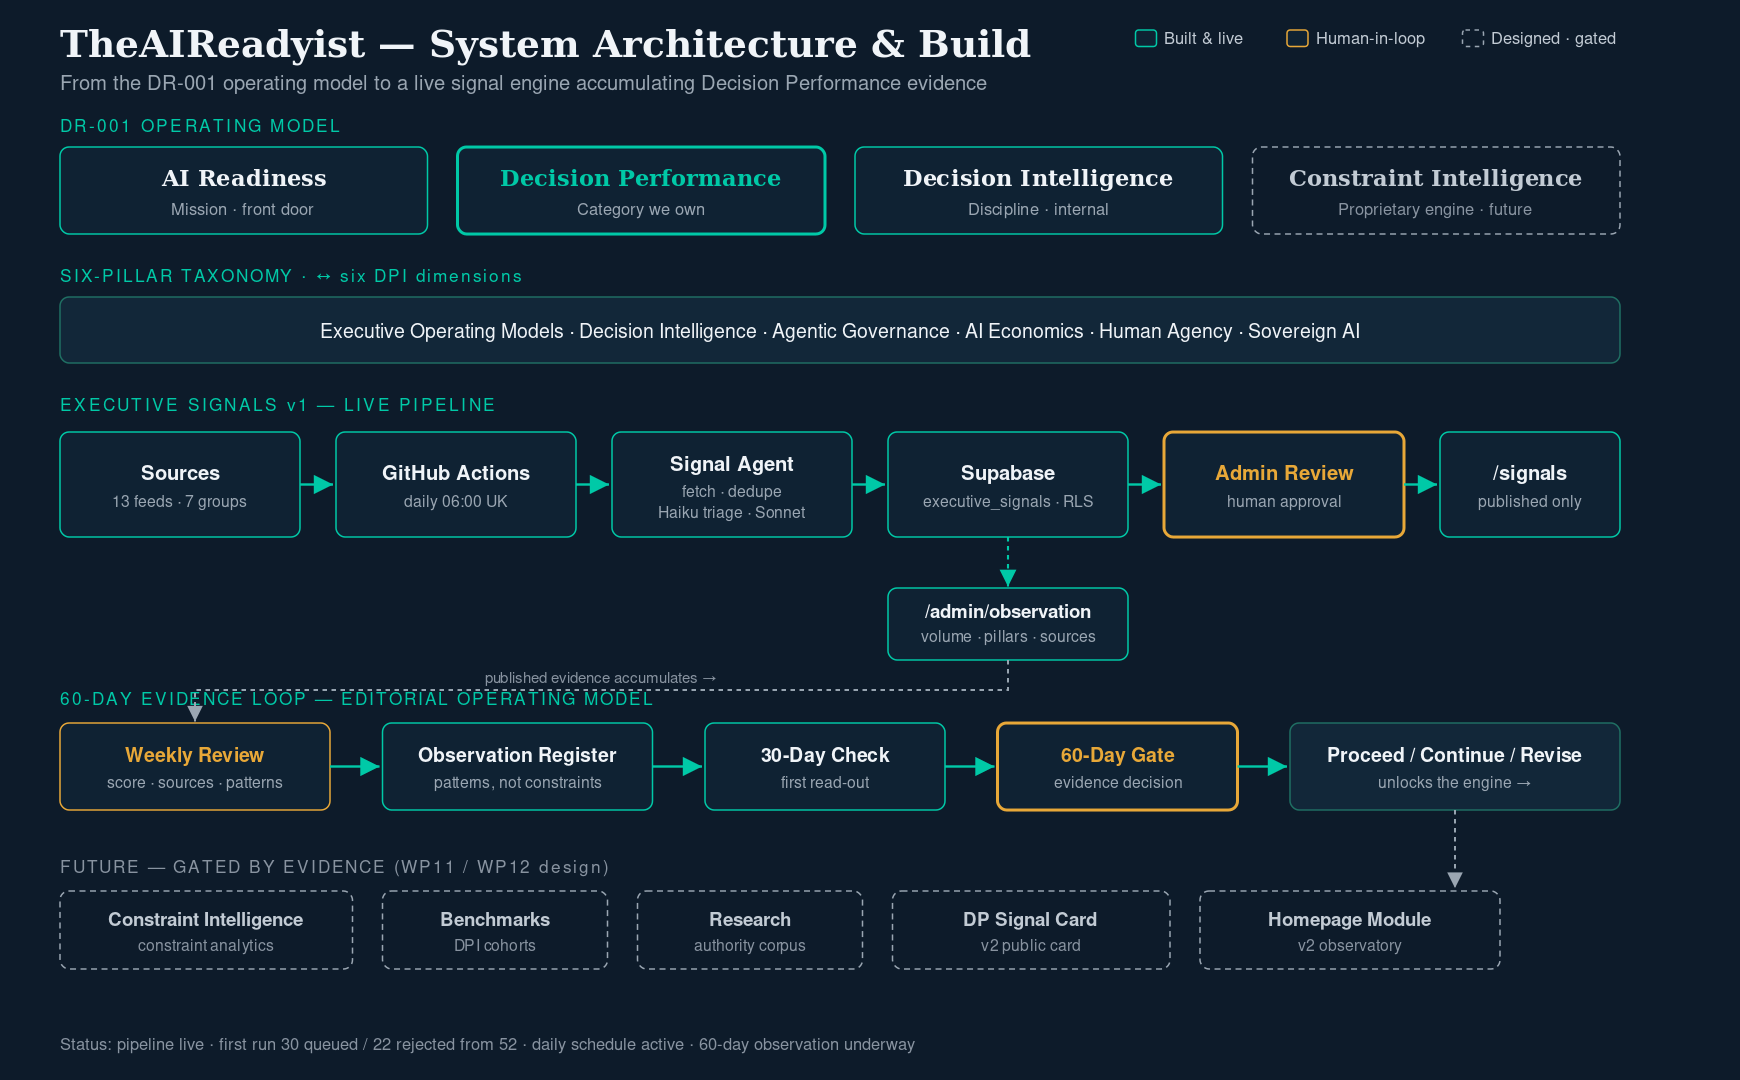 TheAIReadyist — System Architecture & Build
Built & live
Human-in-loop
Designed · gated
From the DR-001 operating model to a live signal engine accumulating Decision Performance evidence
DR-001 OPERATING MODEL
AI Readiness
Mission · front door
Decision Performance
Category we own
Decision Intelligence
Discipline · internal
Constraint Intelligence
Proprietary engine · future
SIX-PILLAR TAXONOMY · ↔ six DPI dimensions
Executive Operating Models · Decision Intelligence · Agentic Governance · AI Economics · Human Agency · Sovereign AI
EXECUTIVE SIGNALS v1 — LIVE PIPELINE
Sources
13 feeds · 7 groups
GitHub Actions
daily 06:00 UK
Signal Agent
fetch · dedupe
Haiku triage · Sonnet
Supabase
executive_signals · RLS
Admin Review
human approval
/signals
published only
/admin/observation
volume · pillars · sources
published evidence accumulates →
60-DAY EVIDENCE LOOP — EDITORIAL OPERATING MODEL
Weekly Review
score · sources · patterns
Observation Register
patterns, not constraints
30-Day Check
first read-out
60-Day Gate
evidence decision
Proceed / Continue / Revise
unlocks the engine →
FUTURE — GATED BY EVIDENCE (WP11 / WP12 design)
Constraint Intelligence
constraint analytics
Benchmarks
DPI cohorts
Research
authority corpus
DP Signal Card
v2 public card
Homepage Module
v2 observatory
Status: pipeline live · first run 30 queued / 22 rejected from 52 · daily schedule active · 60-day observation underway